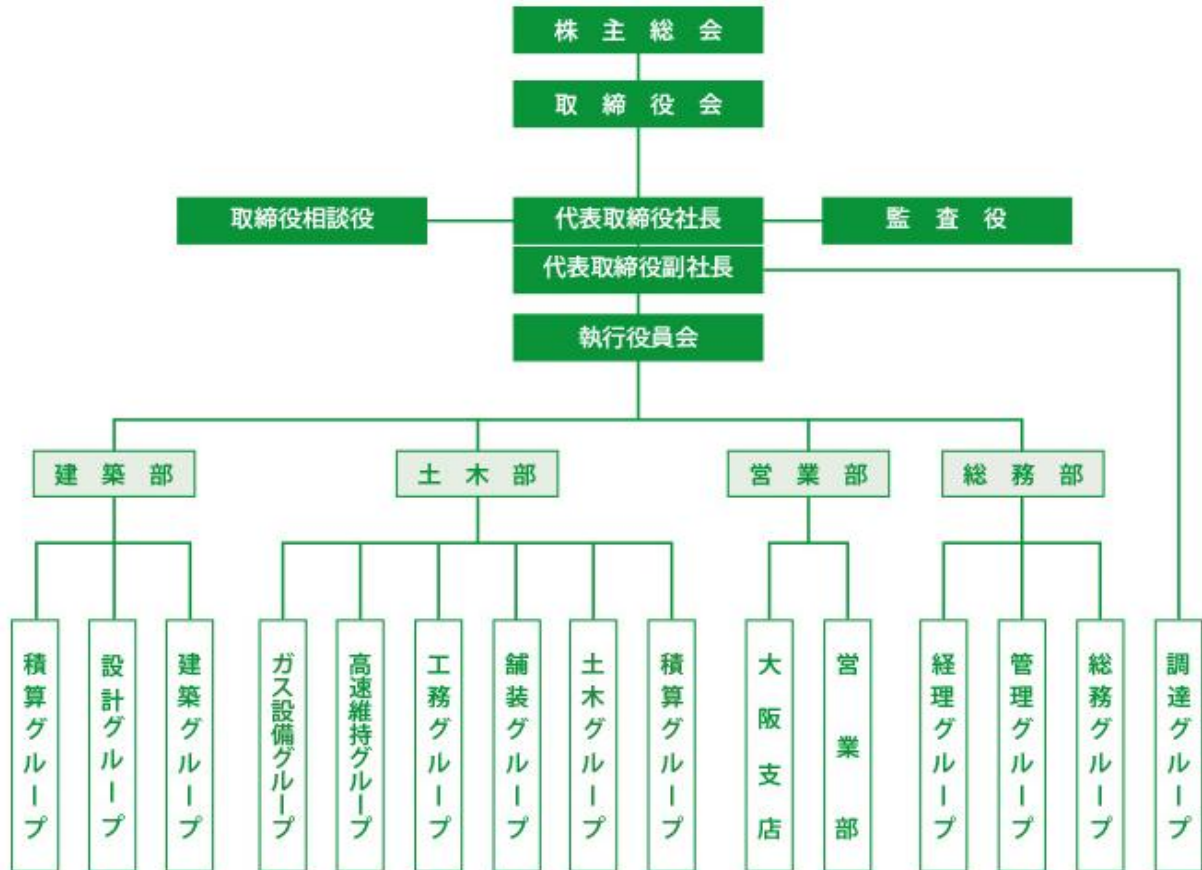 株主総会
取締役会
取締役相談役
代表取締役社長
監査役
代表取締役副社長
執行役員会
建築部
土木部
営業部
総務部
積算グループ
設計グループ
建築グループ
ガス設備グループ
高速維持グループ
工務グループ
舗装グループ
土木グループ
積算グループ
大阪支店
営業部
経理グループ
管理グループ
総務グループ
調達グループ